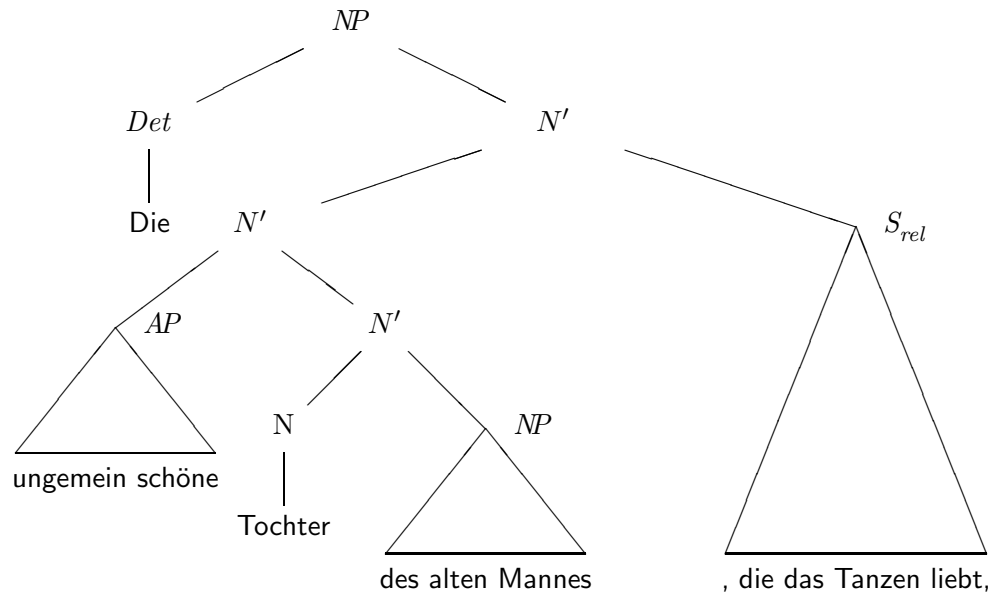 NP
Det N′
Die N′ S_rel
AP N′
N NP
ungemein schöne
Tochter
des alten Mannes , die das Tanzen liebt,